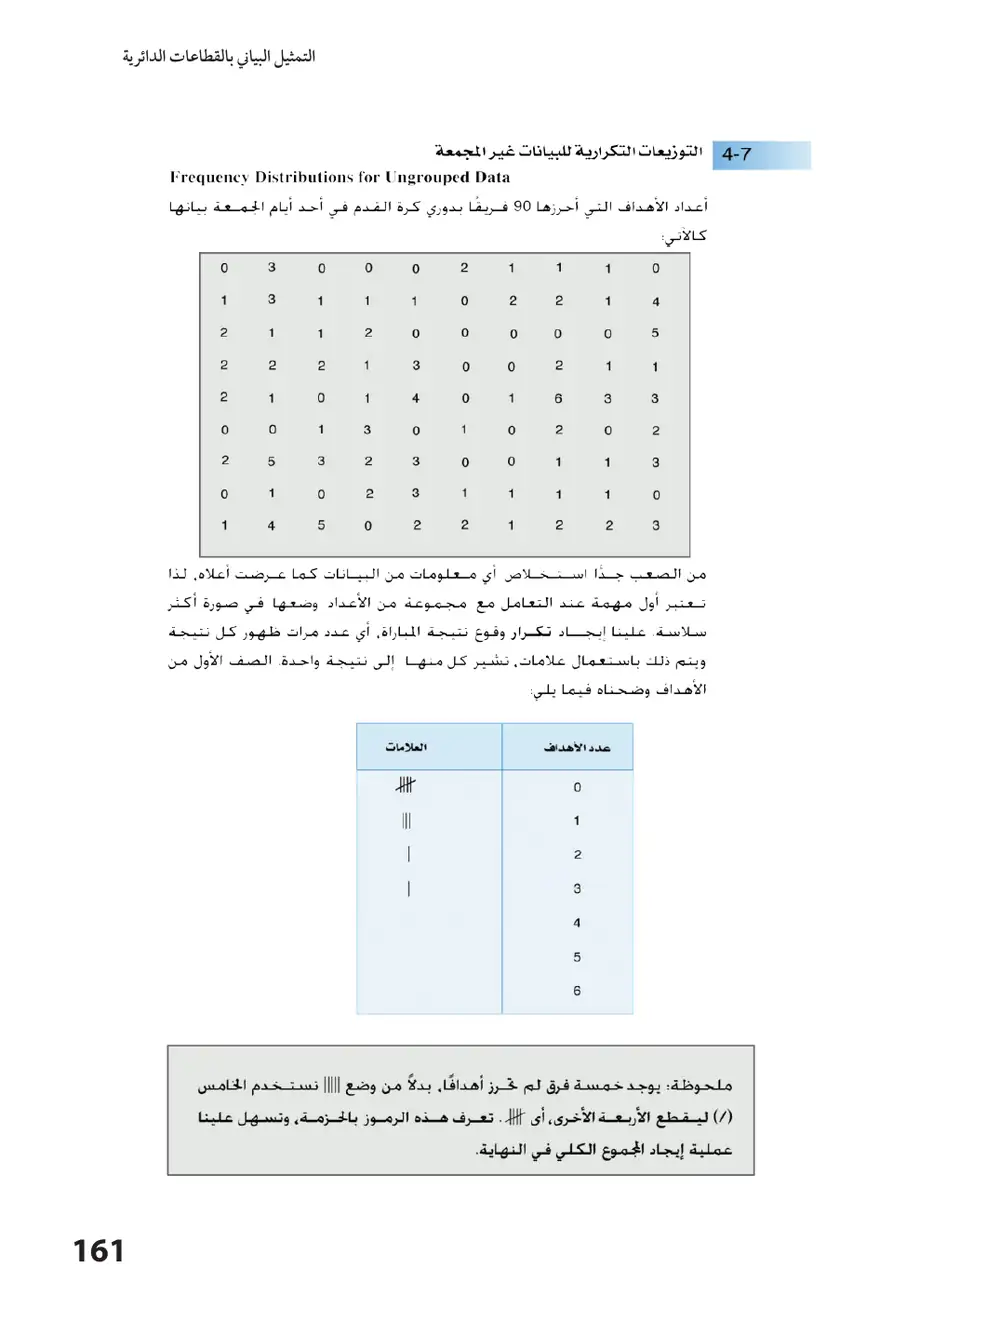 التمثيل البياني بالقطاعات الدائرية
4-7 التوزيعات التكرارية للبيانات غير المجمعة
Frequency Distributions for Ungrouped Data
أعداد الأهداف التي أحرزها 90 فريقًا بدوري كرة القدم في أحد أيام الجمعة بيانها
كالآتي:
0 3 0 0 0 2 1 1 1 0
1 3 1 1 1 0 2 2 1 4
2 1 1 2 0 0 0 0 0 5
2 2 2 1 3 0 0 2 1 1
2 1 0 1 4 0 1 6 3 3
0 0 1 3 0 1 0 2 0 2
2 5 3 2 3 0 0 1 1 3
0 1 0 2 3 1 1 1 1 0
1 4 5 0 2 2 1 2 2 3
من الصعب جدًا استخلاص أي معلومات من البيانات كما عرضت أعلاه، لذا
تعتبر أول مهمة عند التعامل مع مجموعة من الأعداد وضعها في صورة أكثر
سلاسة. علينا إيجاد تكرار وقوع نتيجة المباراة، أي عدد مرات ظهور كل نتيجة
ويتم ذلك باستعمال علامات، تشير كل منها إلى نتيجة واحدة. الصف الأول من
الأهداف وضحناه فيما يلي:
عدد الأهداف العلامات
0 ||||/
1 |||
2 |
3 |
4
5
6
ملحوظة: يوجد خمسة فرق لم تحرز أهدافًا، بدلاً من وضع ||||| نستخدم الخامس
(/) ليقطع الأربعة الأخرى، أى ||||/ . تعرف هذه الرموز بالحزمة، وتسهل علينا
عملية إيجاد المجموع الكلي في النهاية.
161